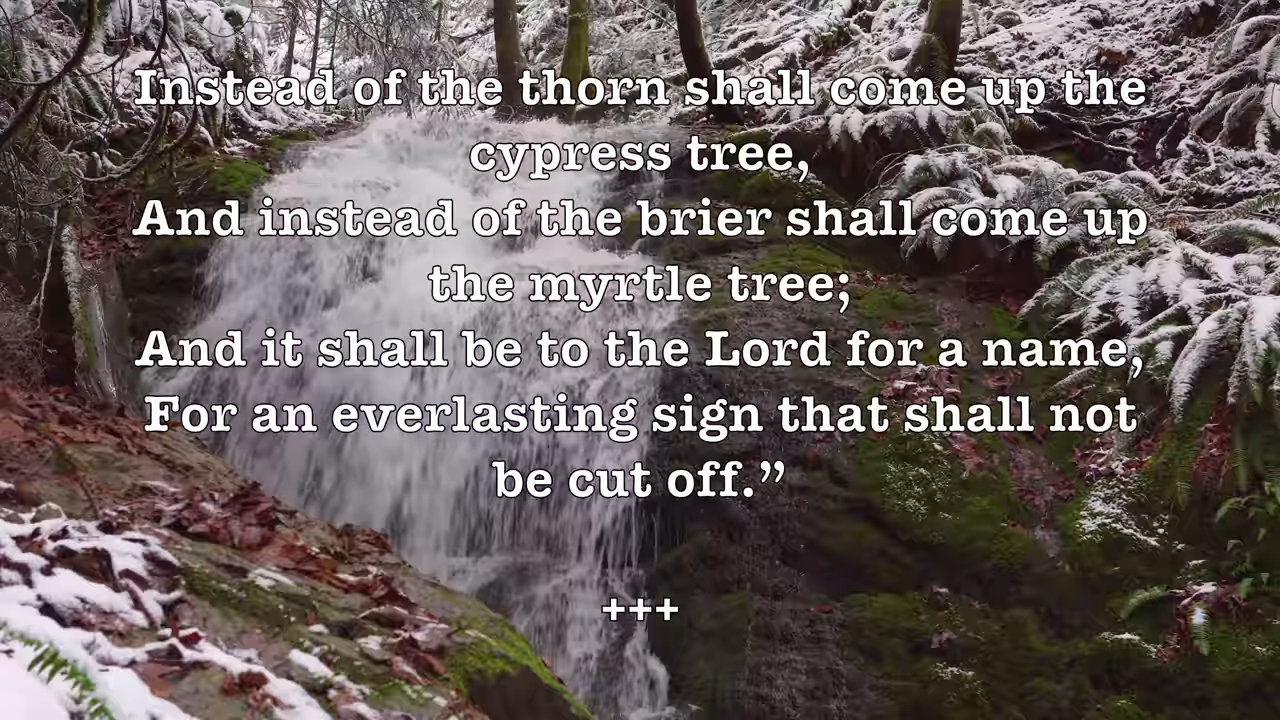 Instead of the thorn shall come up the
cypress tree,
And instead of the brier shall come up
the myrtle tree;
And it shall be to the Lord for a name,
For an everlasting sign that shall not
be cut off.”
+++